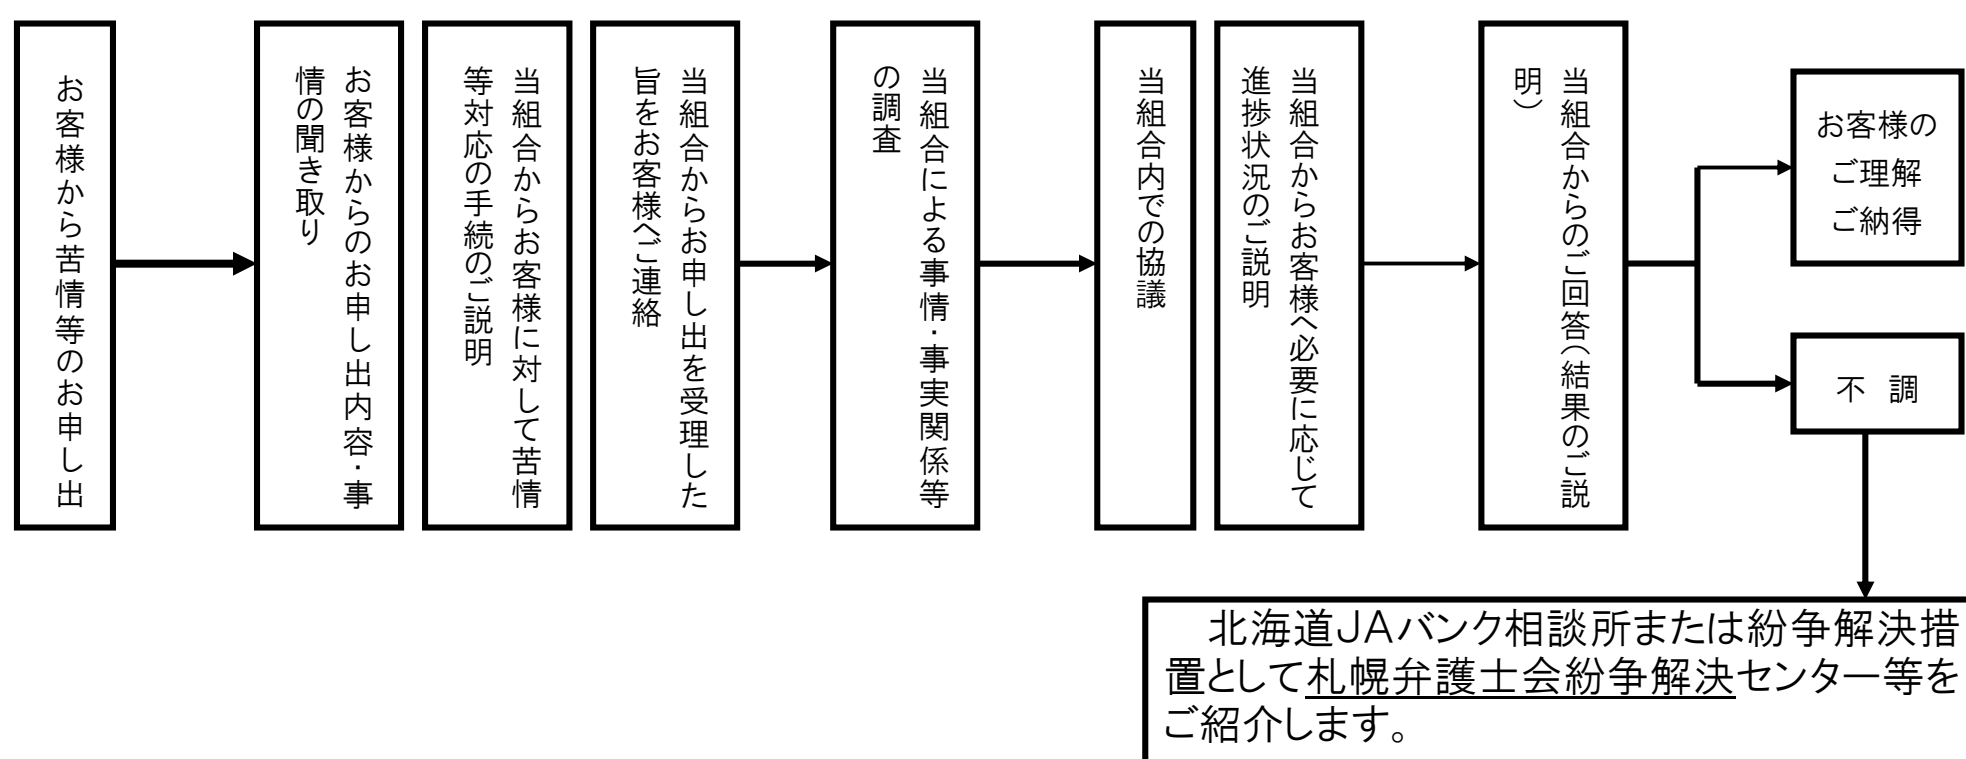 お客様から苦情等のお申し出
お客様からのお申し出内容・事
情の聞き取り
当組合からお客様に対して苦情
等対応の手続のご説明
当組合からお申し出を受理した
旨をお客様へご連絡
当組合による事情・事実関係等
の調査
当組合内での協議
当組合からお客様へ必要に応じて
進捗状況のご説明
当組合からのご回答（結果のご説
明）
お客様の
ご理解
ご納得
不 調
北海道JAバンク相談所または紛争解決措
置として札幌弁護士会紛争解決センター等を
ご紹介します。